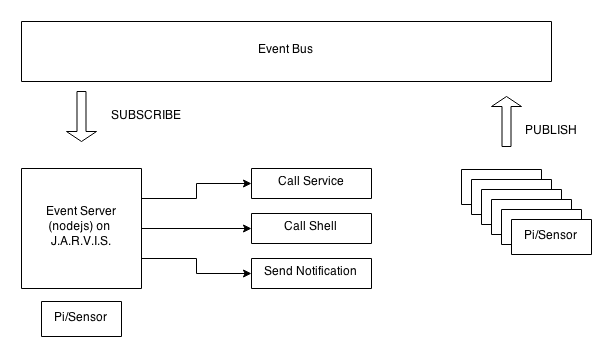 Event Bus
SUBSCRIBE
PUBLISH
Event Server
(nodejs) on
J.A.R.V.I.S.
Call Service
Call Shell
Send Notification
Pi/Sensor
Pi/Sensor